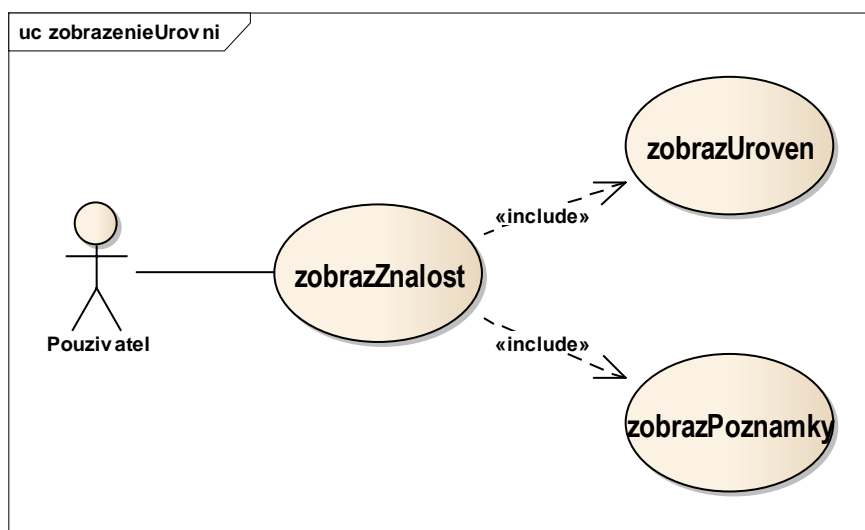 uc zobrazenieUrovni
zobrazUroven
«include»
zobrazZnalost
Pouzivatel
«include»
zobrazPoznamky